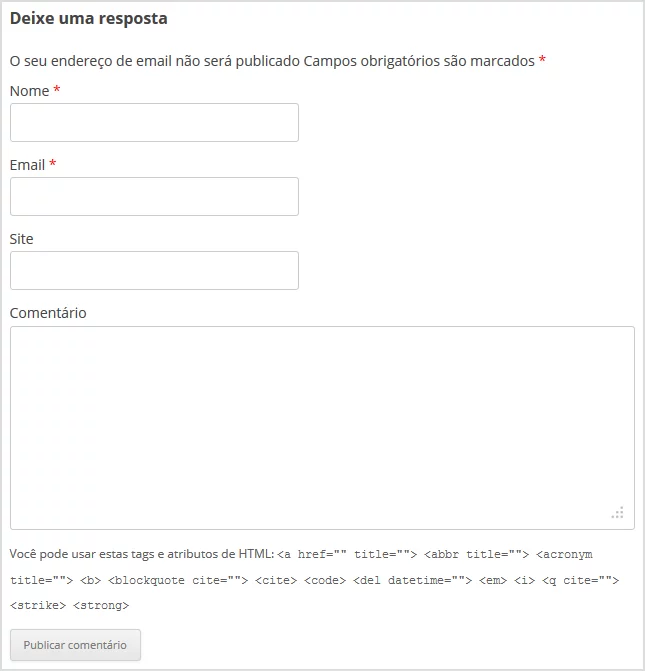 Deixe uma resposta
O seu endereço de email não será publicado Campos obrigatórios são marcados *
Nome *
Email *
Site
Comentário
Você pode usar estas tags e atributos de HTML: <a href="" title=""> <abbr title=""> <acronym
title=""> <b> <blockquote cite=""> <cite> <code> <del datetime=""> <em> <i> <q cite="">
<strike> <strong>
Publicar comentário